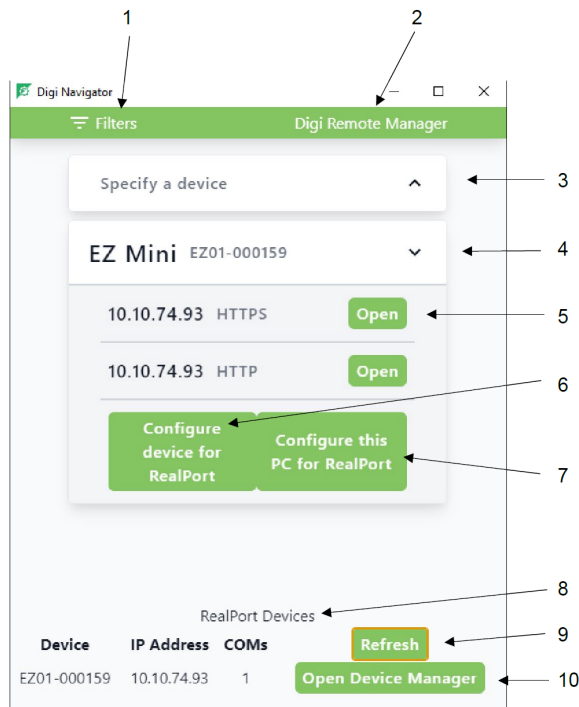 1
2
Digi Navigator
Filters
Digi Remote Manager
Specify a device
3
EZ Mini EZ01-000159
4
10.10.74.93 HTTPS Open
5
10.10.74.93 HTTP Open
6
Configure
device for
RealPort
Configure this
PC for RealPort
7
RealPort Devices
8
Device IP Address COMs Refresh
9
EZ01-000159 10.10.74.93 1 Open Device Manager
10